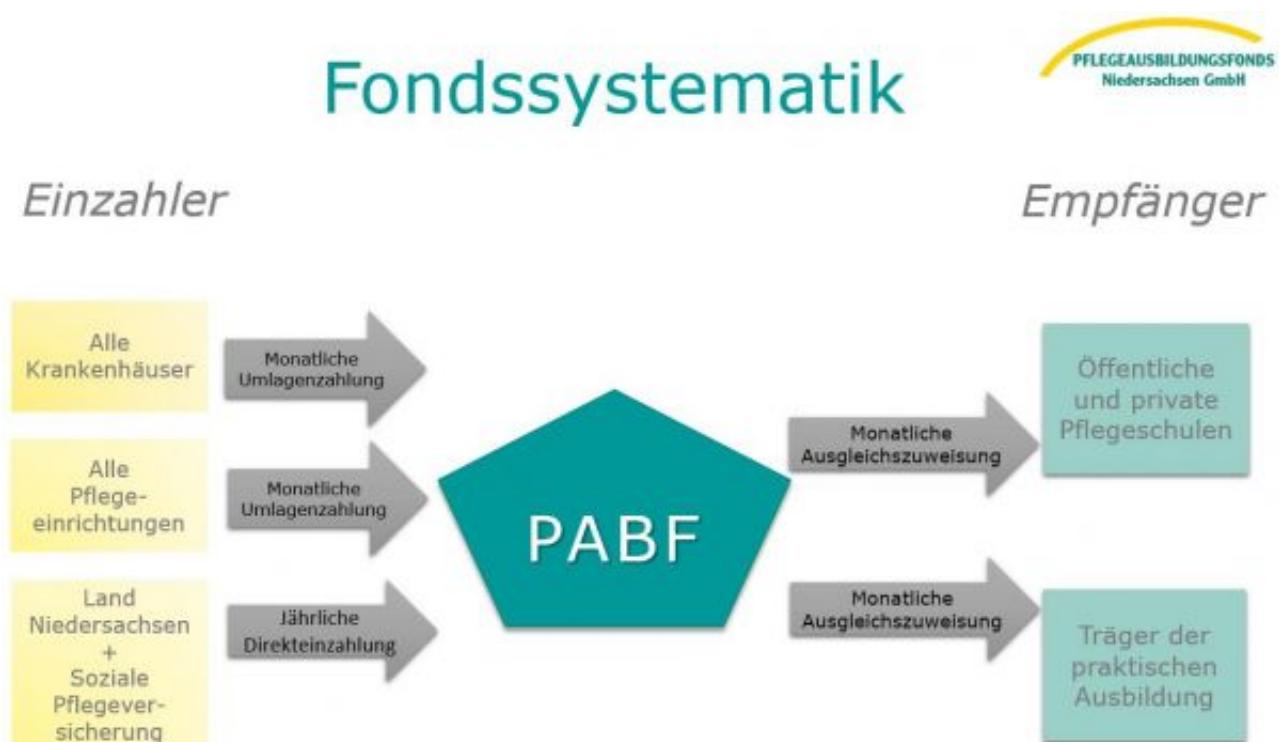 Fondssystematik
PFLEGEAUSBILDUNGSFONDS
Niedersachsen GmbH
Einzahler
Empfänger
Alle
Krankenhäuser
Monatliche
Umlagenzahlung
Alle
Pflege-
einrichtungen
Monatliche
Umlagenzahlung
Land
Niedersachsen
+
Soziale
Pflegever-
sicherung
Jährliche
Direkteinzahlung
PABF
Monatliche
Ausgleichszuweisung
Öffentliche
und private
Pflegeschulen
Monatliche
Ausgleichszuweisung
Träger der
praktischen
Ausbildung